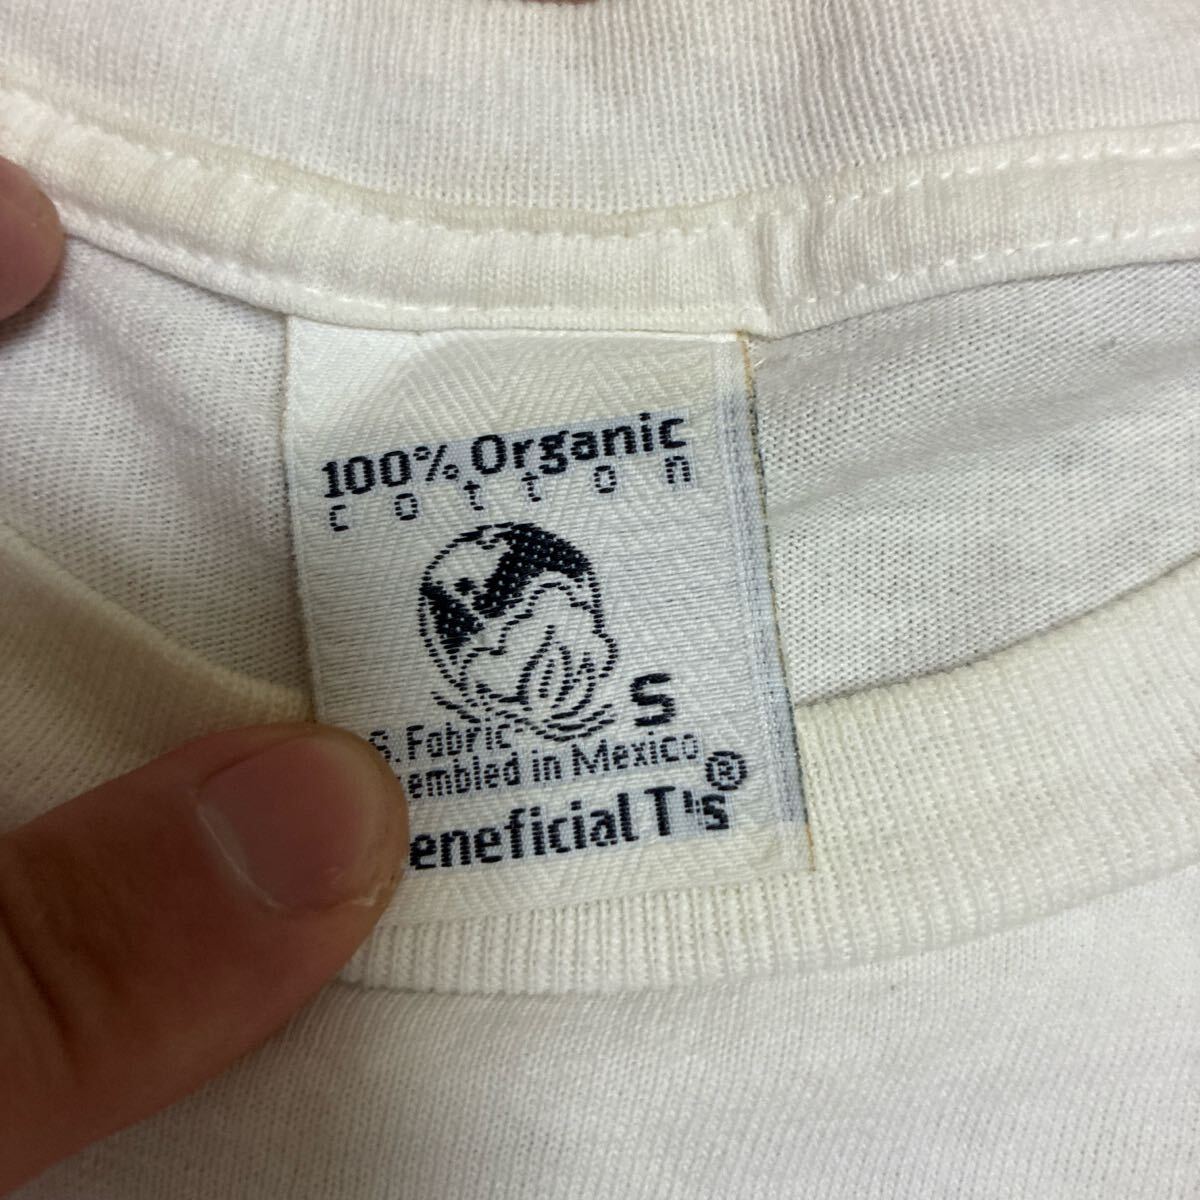 100% Organic
cotton
S
S. Fabric
embled in Mexico
eneficial T's®